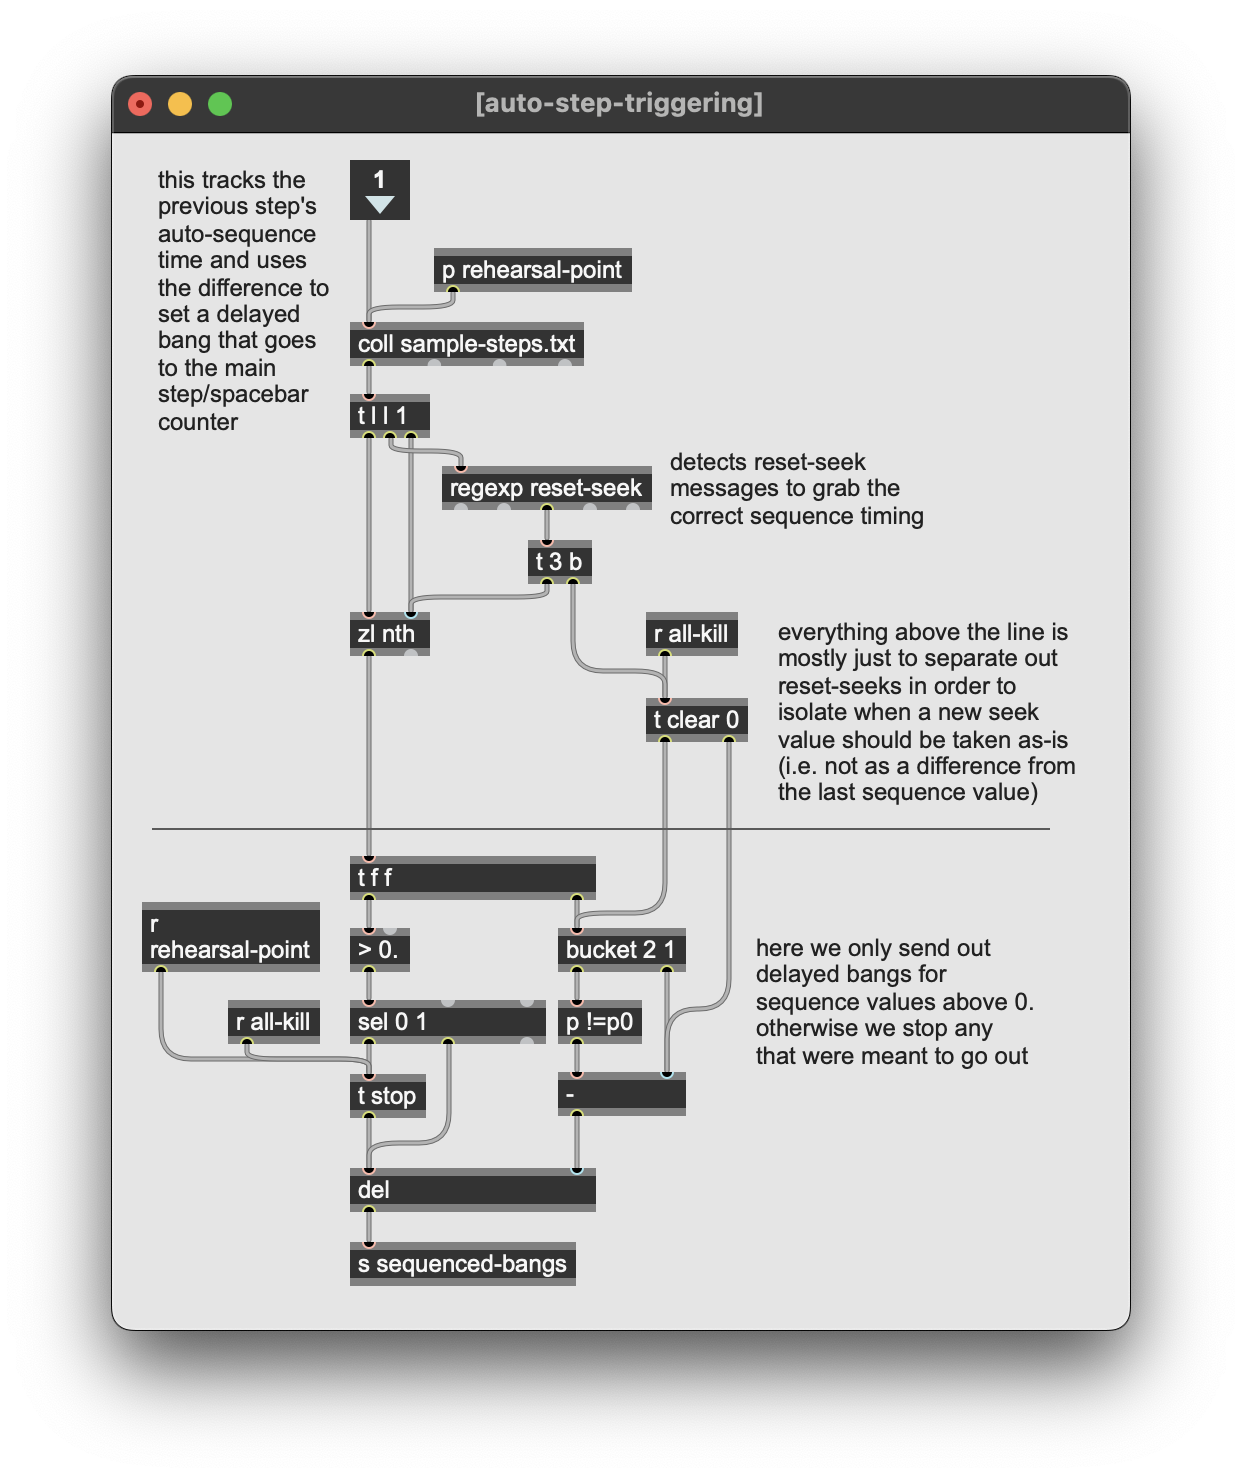 [auto-step-triggering]
this tracks the
previous step's
auto-sequence
time and uses
the difference to
set a delayed
bang that goes
to the main
step/spacebar
counter
1
p rehearsal-point
coll sample-steps.txt
t l l 1
regexp reset-seek
detects reset-seek
messages to grab the
correct sequence timing
t 3 b
zl nth
r all-kill
everything above the line is
mostly just to separate out
reset-seeks in order to
isolate when a new seek
value should be taken as-is
(i.e. not as a difference from
the last sequence value)
t clear 0
t f f
r
rehearsal-point
> 0.
bucket 2 1
here we only send out
delayed bangs for
sequence values above 0.
otherwise we stop any
that were meant to go out
r all-kill
sel 0 1
p !=p0
t stop
-
del
s sequenced-bangs